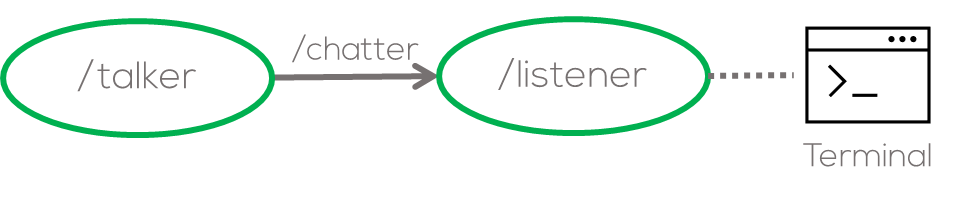 /talker
/chatter
/listener
>_
Terminal